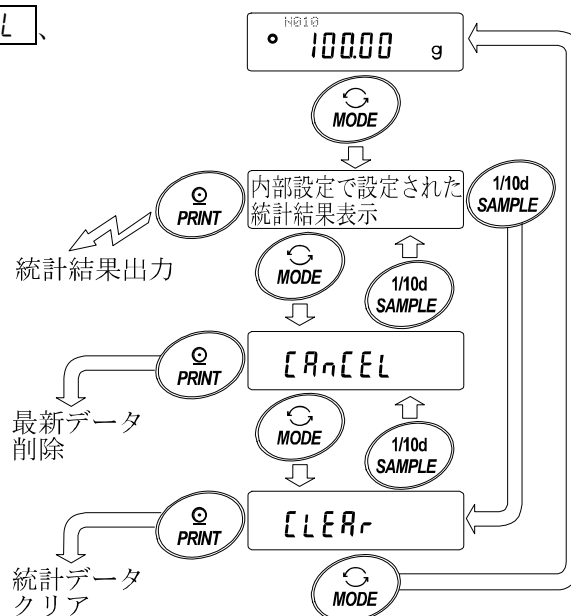 L 、
N010
100.00 g
MODE
内部設定で設定された
統計結果表示
PRINT
1/10d
SAMPLE
統計結果出力
MODE
1/10d
SAMPLE
CAnCEL
PRINT
最新データ
削除
MODE
1/10d
SAMPLE
CLEAr
PRINT
統計データ
クリア
MODE